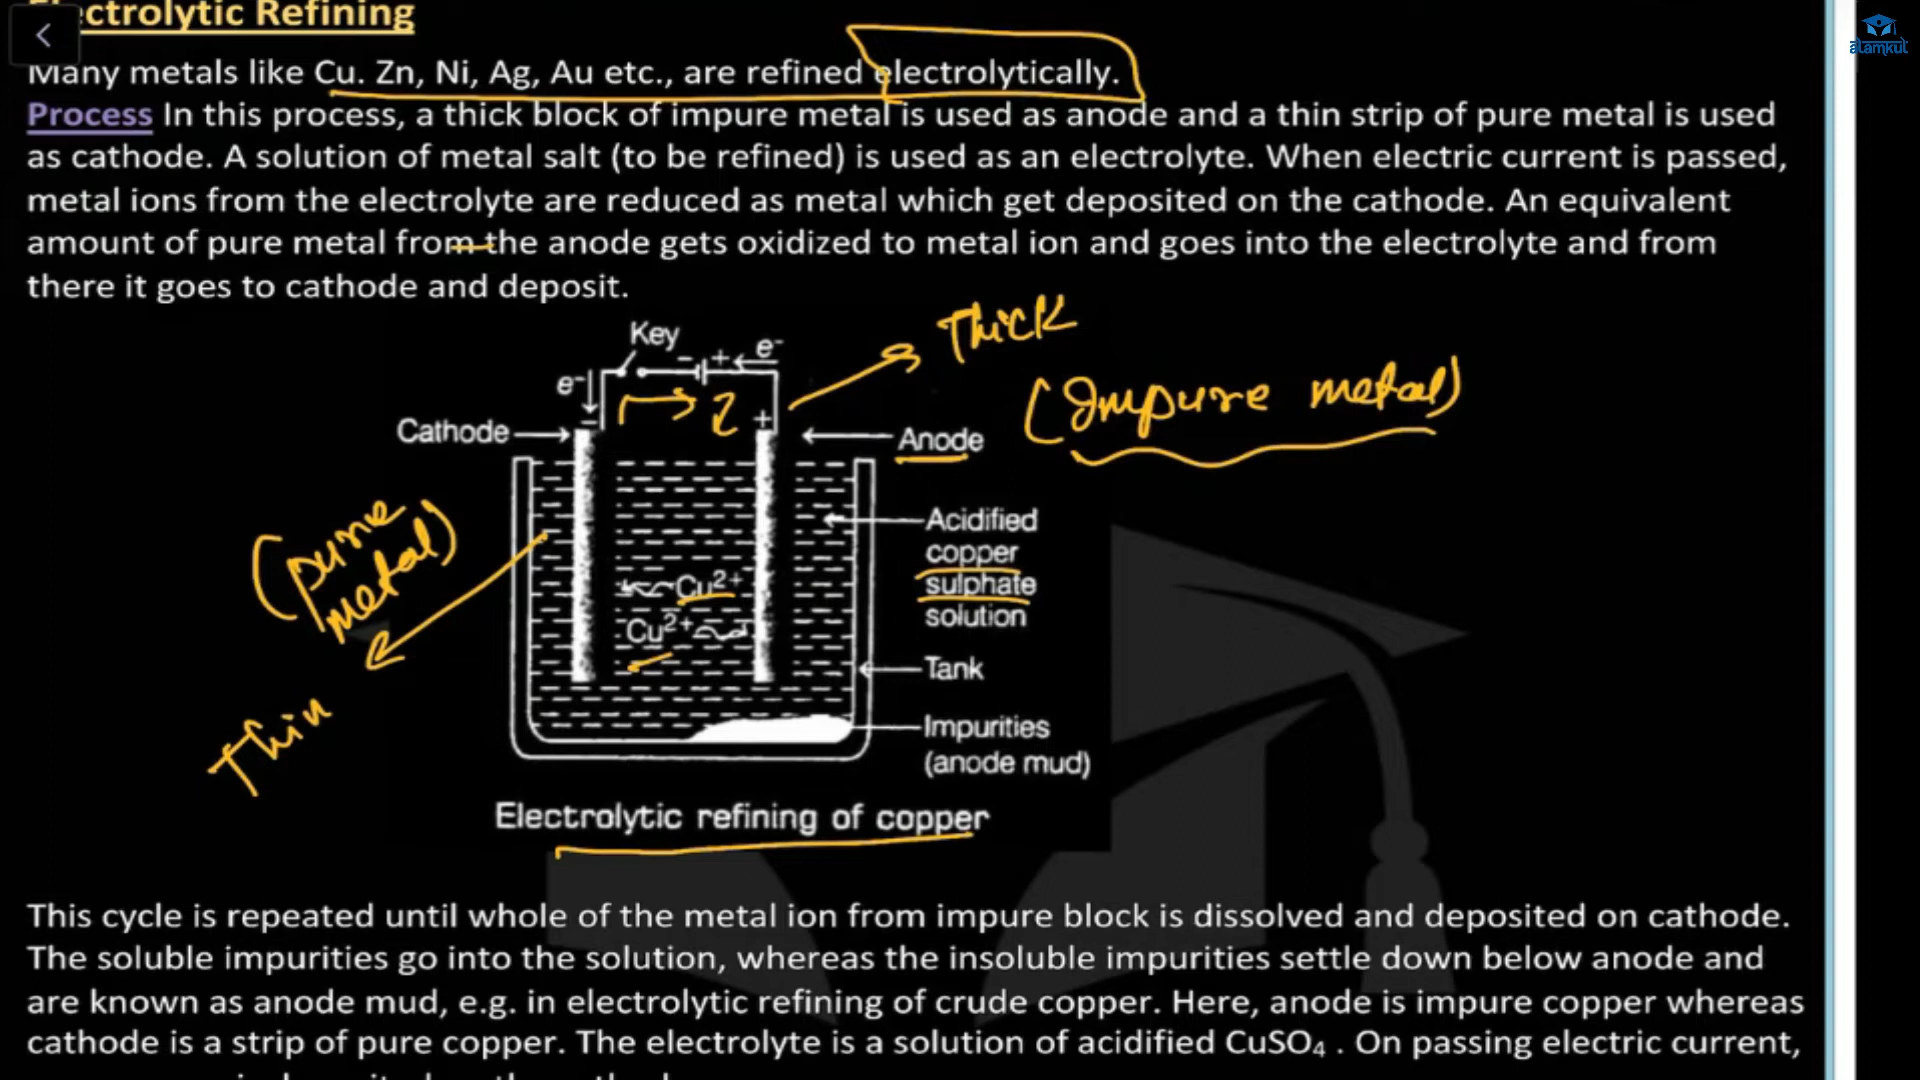 Electrolytic Refining
atamkul
Many metals like Cu. Zn, Ni, Ag, Au etc., are refined electrolytically.
Process In this process, a thick block of impure metal is used as anode and a thin strip of pure metal is used
as cathode. A solution of metal salt (to be refined) is used as an electrolyte. When electric current is passed,
metal ions from the electrolyte are reduced as metal which get deposited on the cathode. An equivalent
amount of pure metal from the anode gets oxidized to metal ion and goes into the electrolyte and from
there it goes to cathode and deposit.
Thick
Key
- + e-
e-
(Impure metal)
- +
Cathode
Anode
(pure
metal)
Acidified
copper
sulphate
solution
Cu2+
Cu2+
Tank
Thin
Impurities
(anode mud)
Electrolytic refining of copper
This cycle is repeated until whole of the metal ion from impure block is dissolved and deposited on cathode.
The soluble impurities go into the solution, whereas the insoluble impurities settle down below anode and
are known as anode mud, e.g. in electrolytic refining of crude copper. Here, anode is impure copper whereas
cathode is a strip of pure copper. The electrolyte is a solution of acidified CuSO4 . On passing electric current,